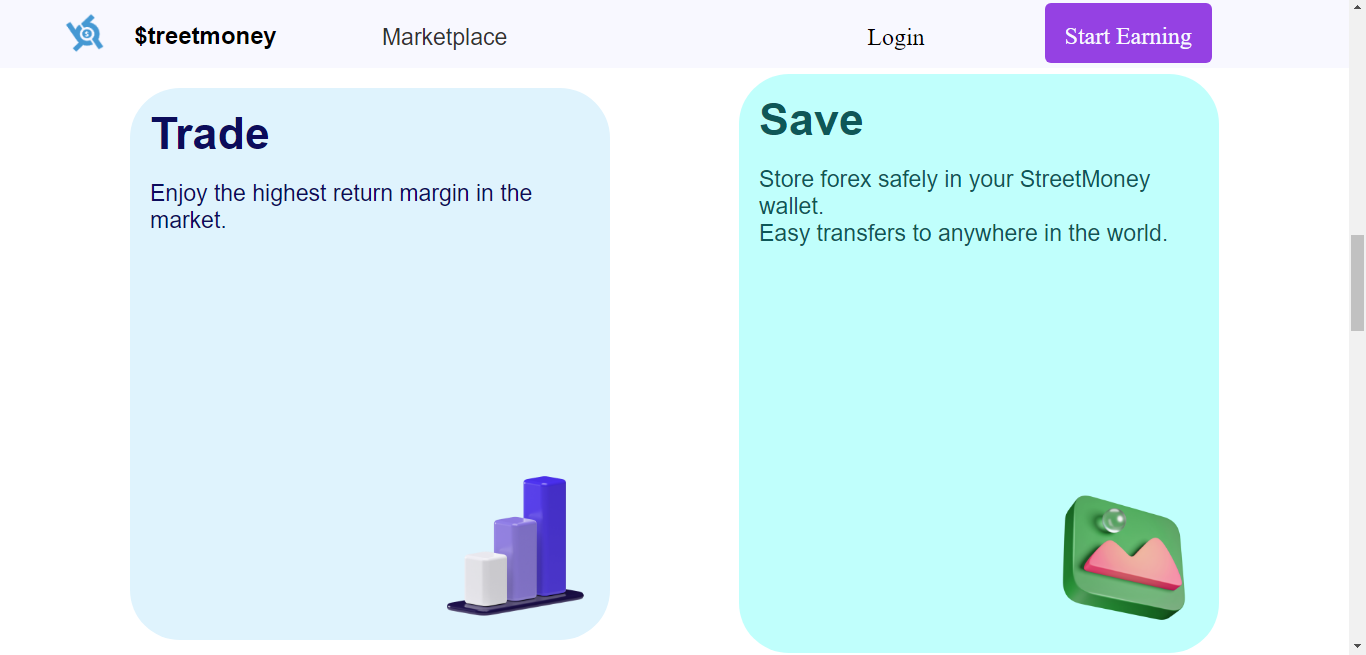 $treetmoney
Marketplace
Login
Start Earning
Trade
Enjoy the highest return margin in the
market.
Save
Store forex safely in your StreetMoney
wallet.
Easy transfers to anywhere in the world.